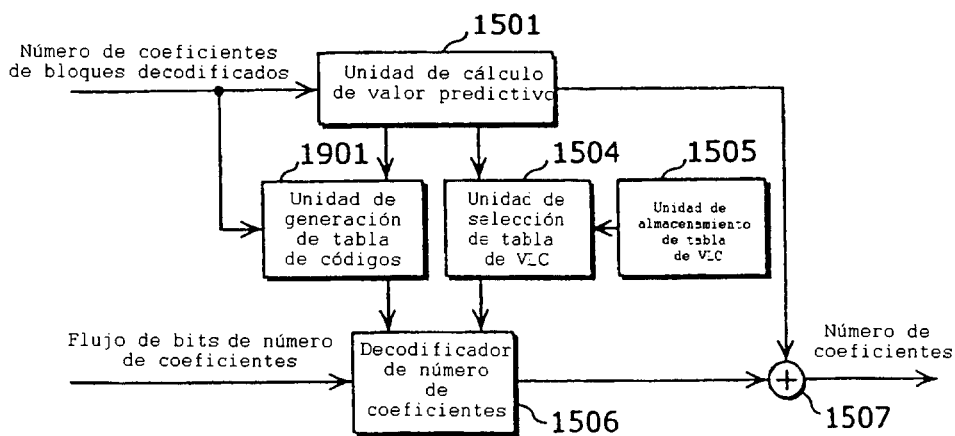 1501
Número de coeficientes
de bloques decodificados
Unidad de cálculo
de valor predictivo
1901
1504
1505
Unidad de
generación
de tabla
de códigos
Unidad de
selección
de tabla
de VLC
Unidad de
almacenamiento
de tabla
de VLC
Flujo de bits de número
de coeficientes
Decodificador
de número
de
coeficientes
1506
Número de
coeficientes
+
1507